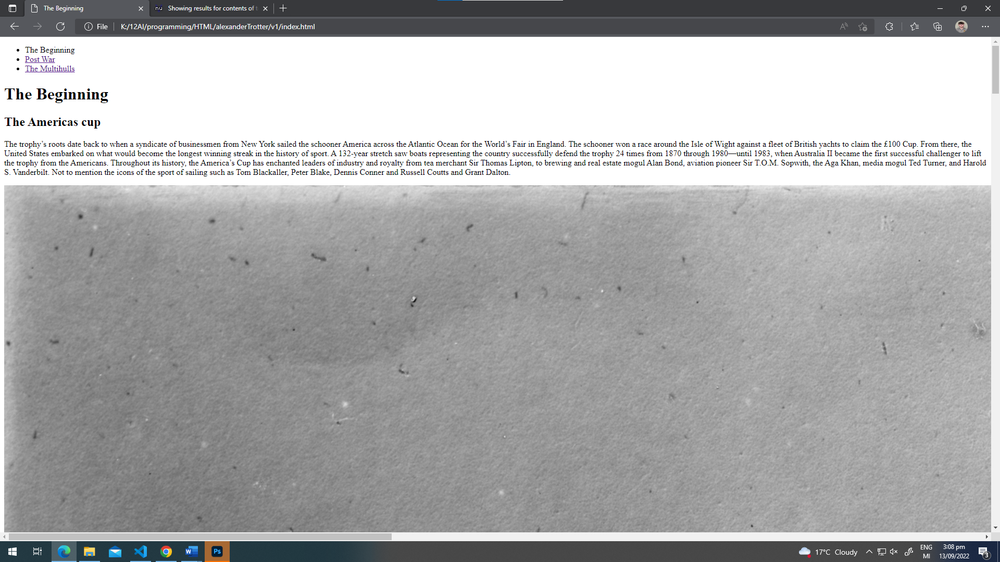 The Beginning
Showing results for contents of t
File
K:/12AI/programming/HTML/alexanderTrotter/v1/index.html
The Beginning
Post War
The Multihulls
The Beginning
The Americas cup
The trophy’s roots date back to when a syndicate of businessmen from New York sailed the schooner America across the Atlantic Ocean for the World’s Fair in England. The schooner won a race around the Isle of Wight against a fleet of British yachts to claim the £100 Cup. From there, the
United States embarked on what would become the longest winning streak in the history of sport. A 132-year stretch saw boats representing the country successfully defend the trophy 24 times from 1870 through 1980—until 1983, when Australia II became the first successful challenger to lift
the trophy from the Americans. Throughout its history, the America’s Cup has enchanted leaders of industry and royalty from tea merchant Sir Thomas Lipton, to brewing and real estate mogul Alan Bond, aviation pioneer Sir T.O.M. Sopwith, the Aga Khan, media mogul Ted Turner, and Harold
S. Vanderbilt. Not to mention the icons of the sport of sailing such as Tom Blackaller, Peter Blake, Dennis Conner and Russell Coutts and Grant Dalton.
17°C Cloudy
ENG
MI
3:08 pm
13/09/2022
3
nu
Ps